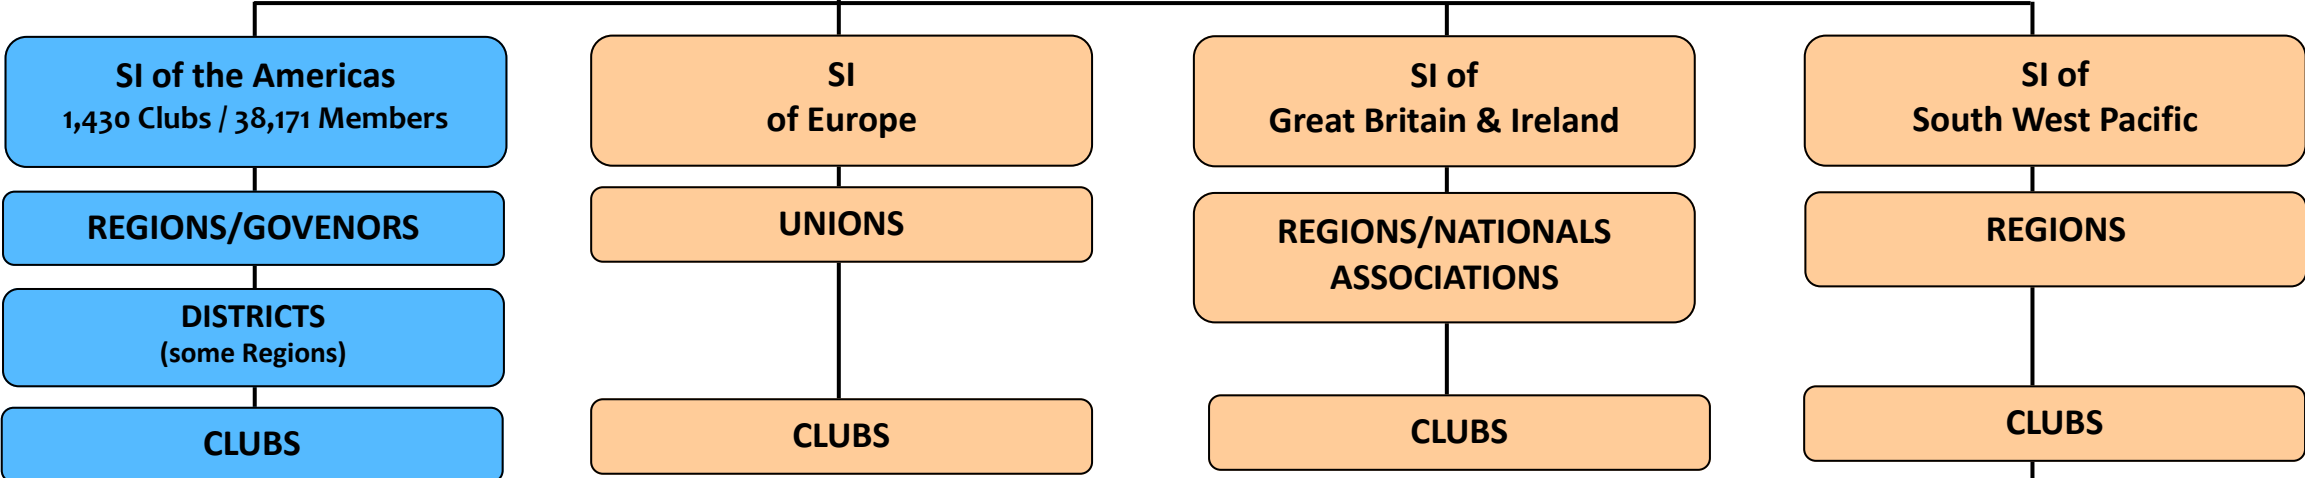 SI of the Americas
1,430 Clubs / 38,171 Members
REGIONS/GOVENORS
DISTRICTS
(some Regions)
CLUBS
SI
of Europe
UNIONS
CLUBS
SI of
Great Britain & Ireland
REGIONS/NATIONALS
ASSOCIATIONS
CLUBS
SI of
South West Pacific
REGIONS
CLUBS